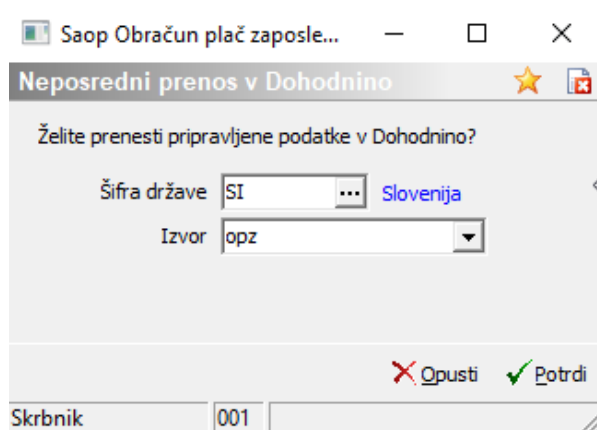 Saop Obračun plač zaposle...
Neposredni prenos v Dohodnino
Želite prenesti pripravljene podatke v Dohodnino?
Šifra države SI ... Slovenija
Izvor opz
Opusti Potrdi
Skrbnik 001